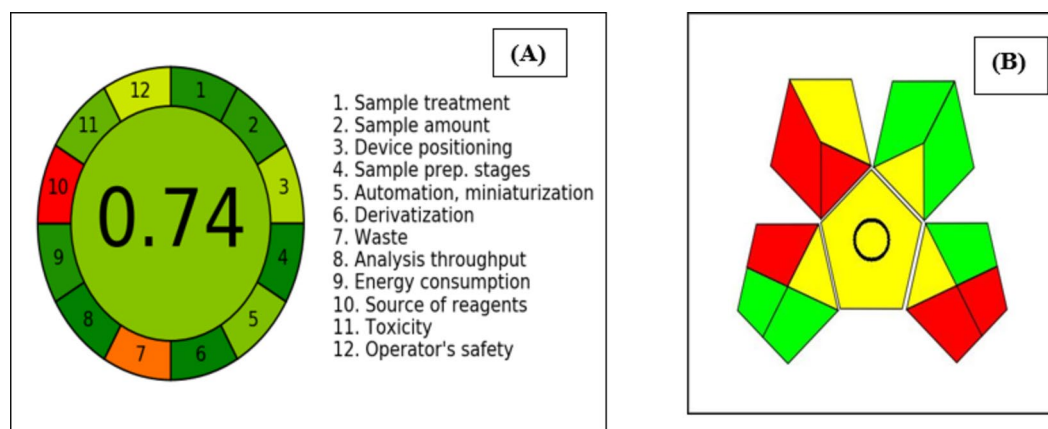 (A)
12
1
11
2
10
3
0.74
9
4
8
5
7
6
1. Sample treatment
2. Sample amount
3. Device positioning
4. Sample prep. stages
5. Automation, miniaturization
6. Derivatization
7. Waste
8. Analysis throughput
9. Energy consumption
10. Source of reagents
11. Toxicity
12. Operator's safety
(B)